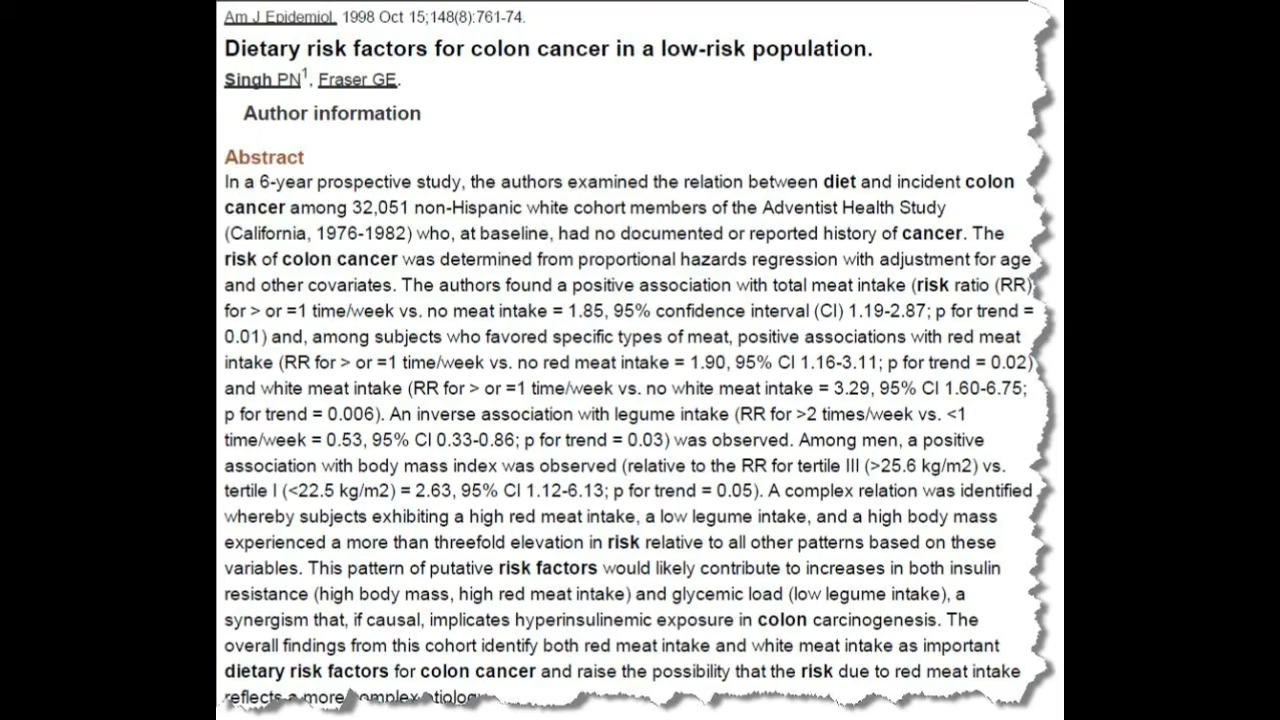 Am J Epidemiol. 1998 Oct 15;148(8):761-74.
Dietary risk factors for colon cancer in a low-risk population.
Singh PN1, Fraser GE.
Author information
Abstract
In a 6-year prospective study, the authors examined the relation between diet and incident colon
cancer among 32,051 non-Hispanic white cohort members of the Adventist Health Study
(California, 1976-1982) who, at baseline, had no documented or reported history of cancer. The
risk of colon cancer was determined from proportional hazards regression with adjustment for age
and other covariates. The authors found a positive association with total meat intake (risk ratio (RR)
for > or =1 time/week vs. no meat intake = 1.85, 95% confidence interval (CI) 1.19-2.87; p for trend =
0.01) and, among subjects who favored specific types of meat, positive associations with red meat
intake (RR for > or =1 time/week vs. no red meat intake = 1.90, 95% CI 1.16-3.11; p for trend = 0.02)
and white meat intake (RR for > or =1 time/week vs. no white meat intake = 3.29, 95% CI 1.60-6.75;
p for trend = 0.006). An inverse association with legume intake (RR for >2 times/week vs. <1
time/week = 0.53, 95% CI 0.33-0.86; p for trend = 0.03) was observed. Among men, a positive
association with body mass index was observed (relative to the RR for tertile III (>25.6 kg/m2) vs.
tertile I (<22.5 kg/m2) = 2.63, 95% CI 1.12-6.13; p for trend = 0.05). A complex relation was identified
whereby subjects exhibiting a high red meat intake, a low legume intake, and a high body mass
experienced a more than threefold elevation in risk relative to all other patterns based on these
variables. This pattern of putative risk factors would likely contribute to increases in both insulin
resistance (high body mass, high red meat intake) and glycemic load (low legume intake), a
synergism that, if causal, implicates hyperinsulinemic exposure in colon carcinogenesis. The
overall findings from this cohort identify both red meat intake and white meat intake as important
dietary risk factors for colon cancer and raise the possibility that the risk due to red meat intake
reflects a more